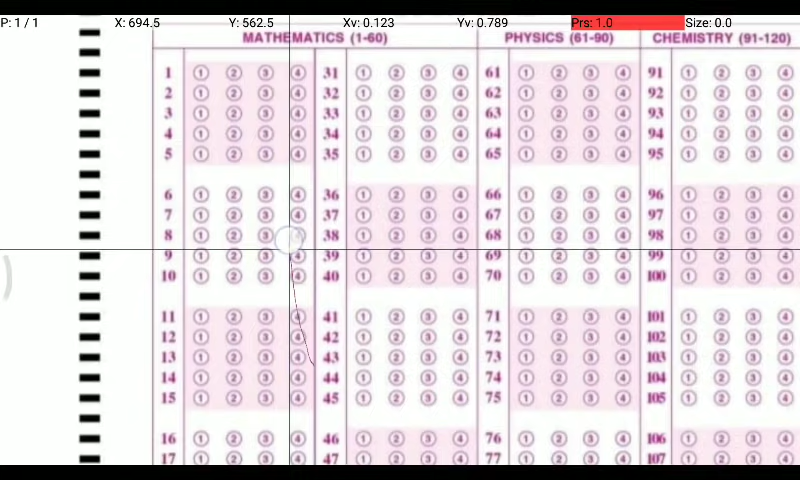 P: 1 / 1 X: 694.5 Y: 562.5 Xv: 0.123 Yv: 0.789 Prs: 1.0 Size: 0.0
MATHEMATICS (1-60) PHYSICS (61-90) CHEMISTRY (91-120)
1 1 2 3 4 31 1 2 3 4 61 1 2 3 4 91 1 2 3 4
2 1 2 3 4 32 1 2 3 4 62 1 2 3 4 92 1 2 3 4
3 1 2 3 4 33 1 2 3 4 63 1 2 3 4 93 1 2 3 4
4 1 2 3 4 34 1 2 3 4 64 1 2 3 4 94 1 2 3 4
5 1 2 3 4 35 1 2 3 4 65 1 2 3 4 95 1 2 3 4
6 1 2 3 4 36 1 2 3 4 66 1 2 3 4 96 1 2 3 4
7 1 2 3 4 37 1 2 3 4 67 1 2 3 4 97 1 2 3 4
8 1 2 3 4 38 1 2 3 4 68 1 2 3 4 98 1 2 3 4
9 1 2 3 4 39 1 2 3 4 69 1 2 3 4 99 1 2 3 4
10 1 2 3 4 40 1 2 3 4 70 1 2 3 4 100 1 2 3 4
11 1 2 3 4 41 1 2 3 4 71 1 2 3 4 101 1 2 3 4
12 1 2 3 4 42 1 2 3 4 72 1 2 3 4 102 1 2 3 4
13 1 2 3 4 43 1 2 3 4 73 1 2 3 4 103 1 2 3 4
14 1 2 3 4 44 1 2 3 4 74 1 2 3 4 104 1 2 3 4
15 1 2 3 4 45 1 2 3 4 75 1 2 3 4 105 1 2 3 4
16 1 2 3 4 46 1 2 3 4 76 1 2 3 4 106 1 2 3 4
17 1 2 3 4 47 1 2 3 4 77 1 2 3 4 107 1 2 3 4